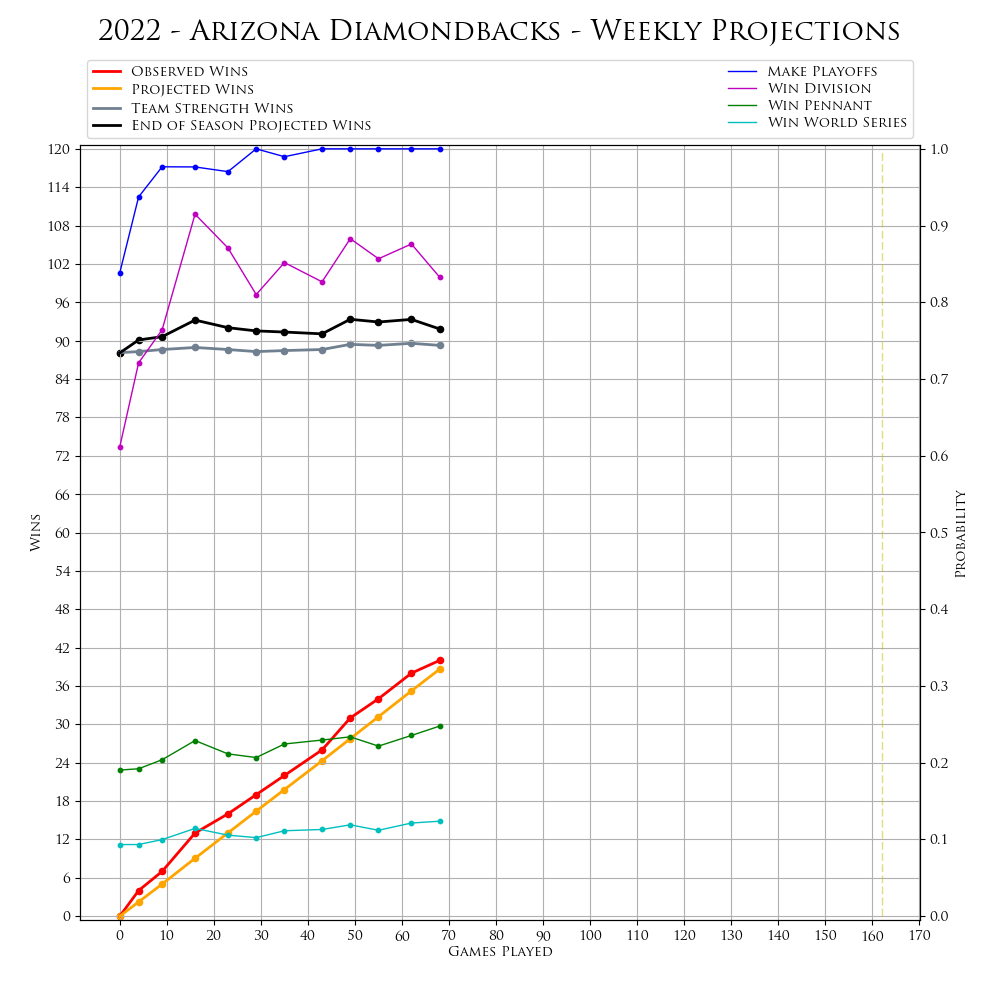 2022 - Arizona Diamondbacks - Weekly Projections
Observed Wins
Projected Wins
Team Strength Wins
End of Season Projected Wins
Make Playoffs
Win Division
Win Pennant
Win World Series
120
114
108
102
96
90
84
78
72
66
60
54
48
42
36
30
24
18
12
6
0
Wins
1.0
0.9
0.8
0.7
0.6
0.5
0.4
0.3
0.2
0.1
0.0
Probability
0 10 20 30 40 50 60 70 80 90 100 110 120 130 140 150 160 170
Games Played